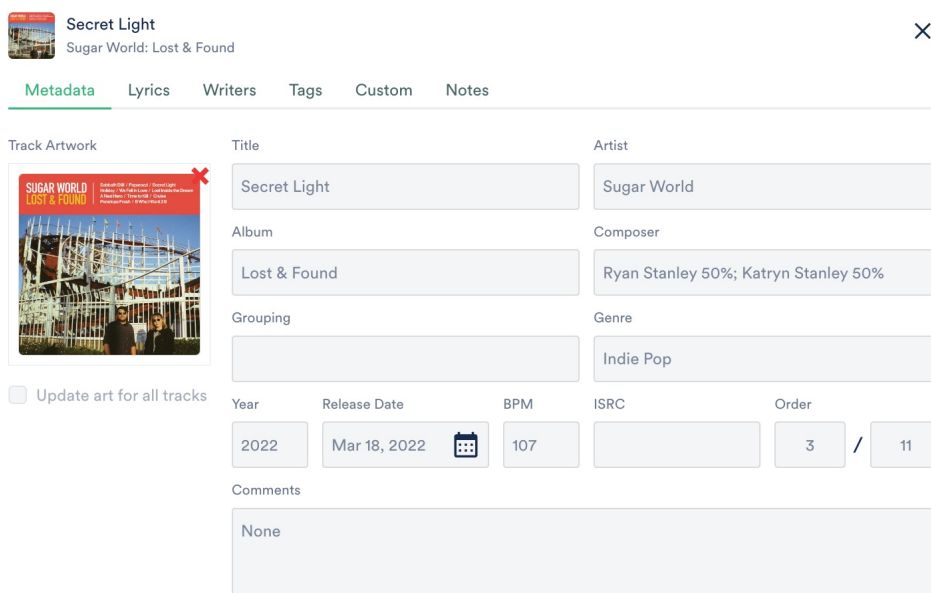 Secret Light
Sugar World: Lost & Found
Metadata Lyrics Writers Tags Custom Notes
Track Artwork
SUGAR WORLD
LOST & FOUND
Title
Secret Light
Artist
Sugar World
Album
Lost & Found
Composer
Ryan Stanley 50%; Katryn Stanley 50%
Grouping
Genre
Indie Pop
Update art for all tracks
Year
2022
Release Date
Mar 18, 2022
BPM
107
ISRC
Order
3 / 11
Comments
None